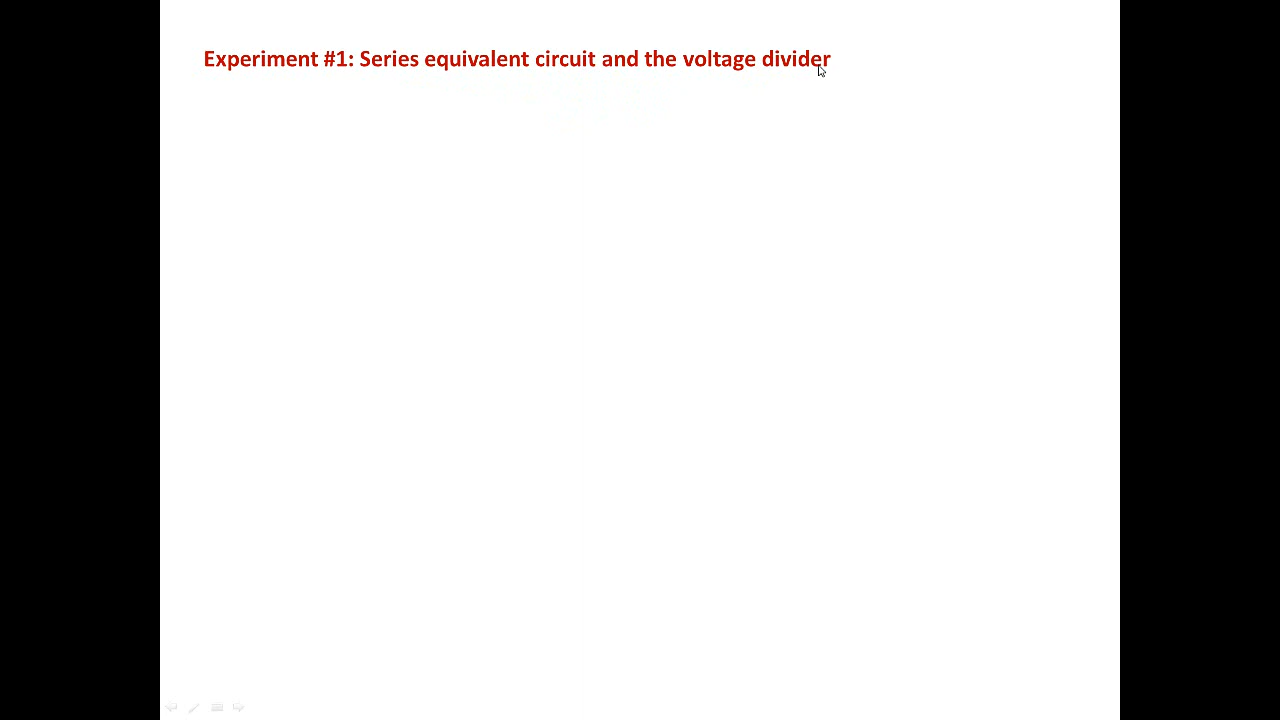 Experiment #1: Series equivalent circuit and the voltage divider